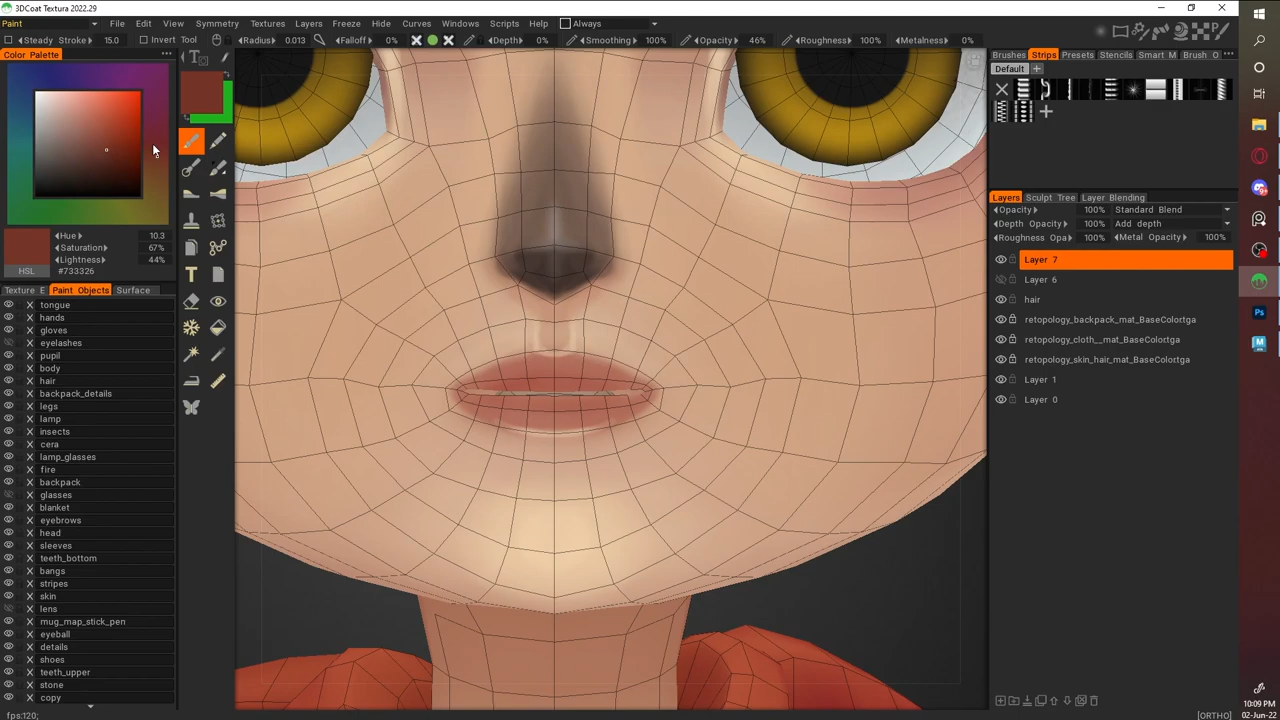 3DCoat Textura 2022.29
Paint File Edit View Symmetry Textures Layers Freeze Hide Curves Windows Scripts Help Always
Steady Stroke 15.0 Invert Tool Radius 0.013 Falloff 0% Depth 0% Smoothing 100% Opacity 46% Roughness 100% Metalness 0%
Color Palette
Hue 10.3
Saturation 67%
Lightness 44%
HSL #733326
Texture E Paint Objects Surface
tongue
hands
gloves
eyelashes
pupil
body
hair
backpack_details
legs
lamp
insects
cera
lamp_glasses
fire
backpack
glasses
blanket
eyebrows
head
sleeves
teeth_bottom
bangs
stripes
skin
lens
mug_map_stick_pen
eyeball
details
shoes
teeth_upper
stone
copy
fps:120;
Brushes Strips Presets Stencils Smart M Brush O
Default
Layers Sculpt Tree Layer Blending
Opacity 100% Standard Blend
Depth Opacity 100% Add depth
Roughness Opa 100% Metal Opacity 100%
Layer 7
Layer 6
hair
retopology_backpack_mat_BaseColortga
retopology_cloth__mat_BaseColortga
retopology_skin_hair_mat_BaseColortga
Layer 1
Layer 0
[ORTHO]
10:09 PM
02-Jun-22